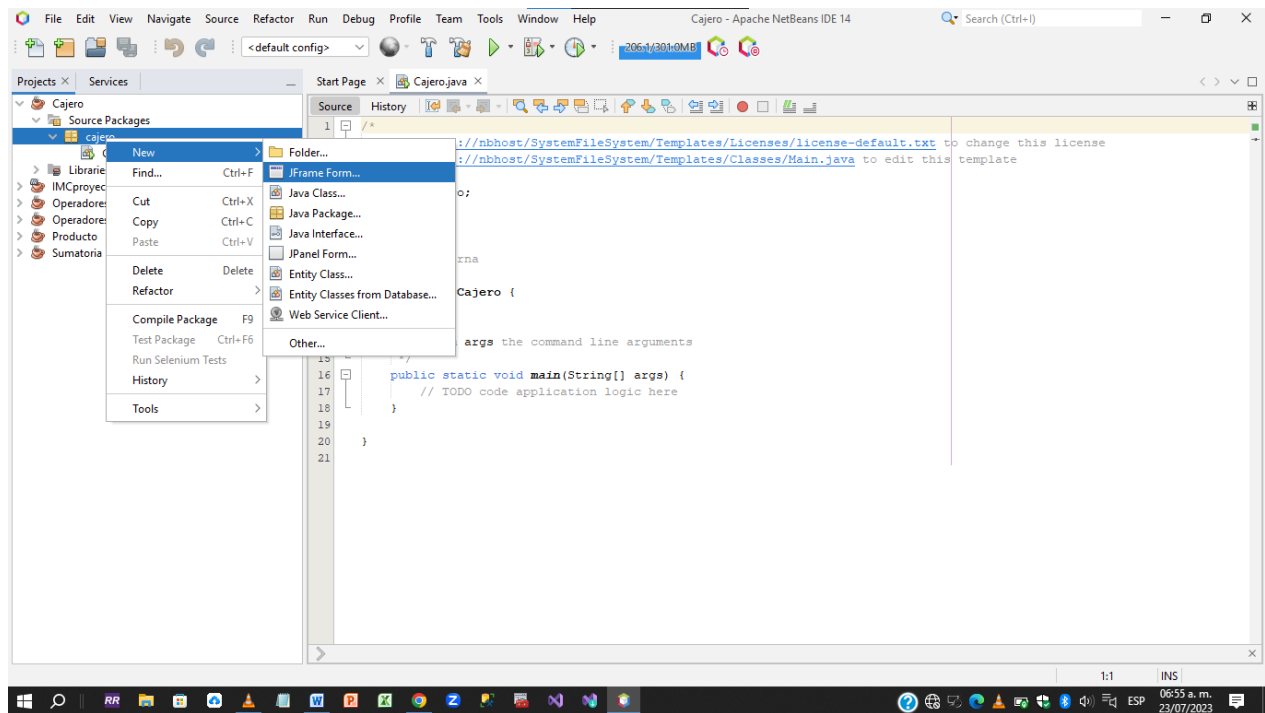 File Edit View Navigate Source Refactor Run Debug Profile Team Tools Window Help Cajero - Apache NetBeans IDE 14 Search (Ctrl+I)
<default config> 206.1/301.0MB
Projects Services Start Page Cajero.java
Cajero
Source Packages
cajero
Librarie
IMCproyec
Operadores
Operadores
Producto
Sumatoria
New
Find... Ctrl+F
Cut Ctrl+X
Copy Ctrl+C
Paste Ctrl+V
Delete Delete
Refactor
Compile Package F9
Test Package Ctrl+F6
Run Selenium Tests
History
Tools
Folder...
JFrame Form...
Java Class...
Java Package...
Java Interface...
JPanel Form...
Entity Class...
Entity Classes from Database...
Web Service Client...
Other...
Source History
1 /*
://nbhost/SystemFileSystem/Templates/Licenses/license-default.txt to change this license
://nbhost/SystemFileSystem/Templates/Classes/Main.java to edit this template
o;
rna
Cajero {
args the command line arguments
15 */
16 public static void main(String[] args) {
17 // TODO code application logic here
18 }
19
20 }
21
1:1 INS
RR W P X Z ESP 06:55 a. m.
23/07/2023